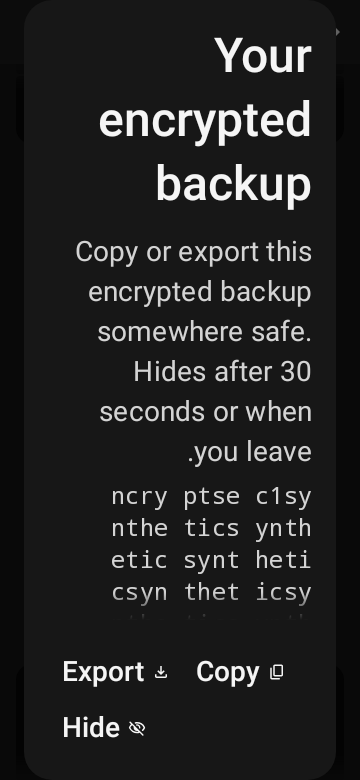 Your
encrypted
backup
Copy or export this
encrypted backup
somewhere safe.
Hides after 30
seconds or when
.you leave
ncry ptse c1sy
nthe tics ynth
etic synt heti
csyn thet icsy
Export
Copy
Hide